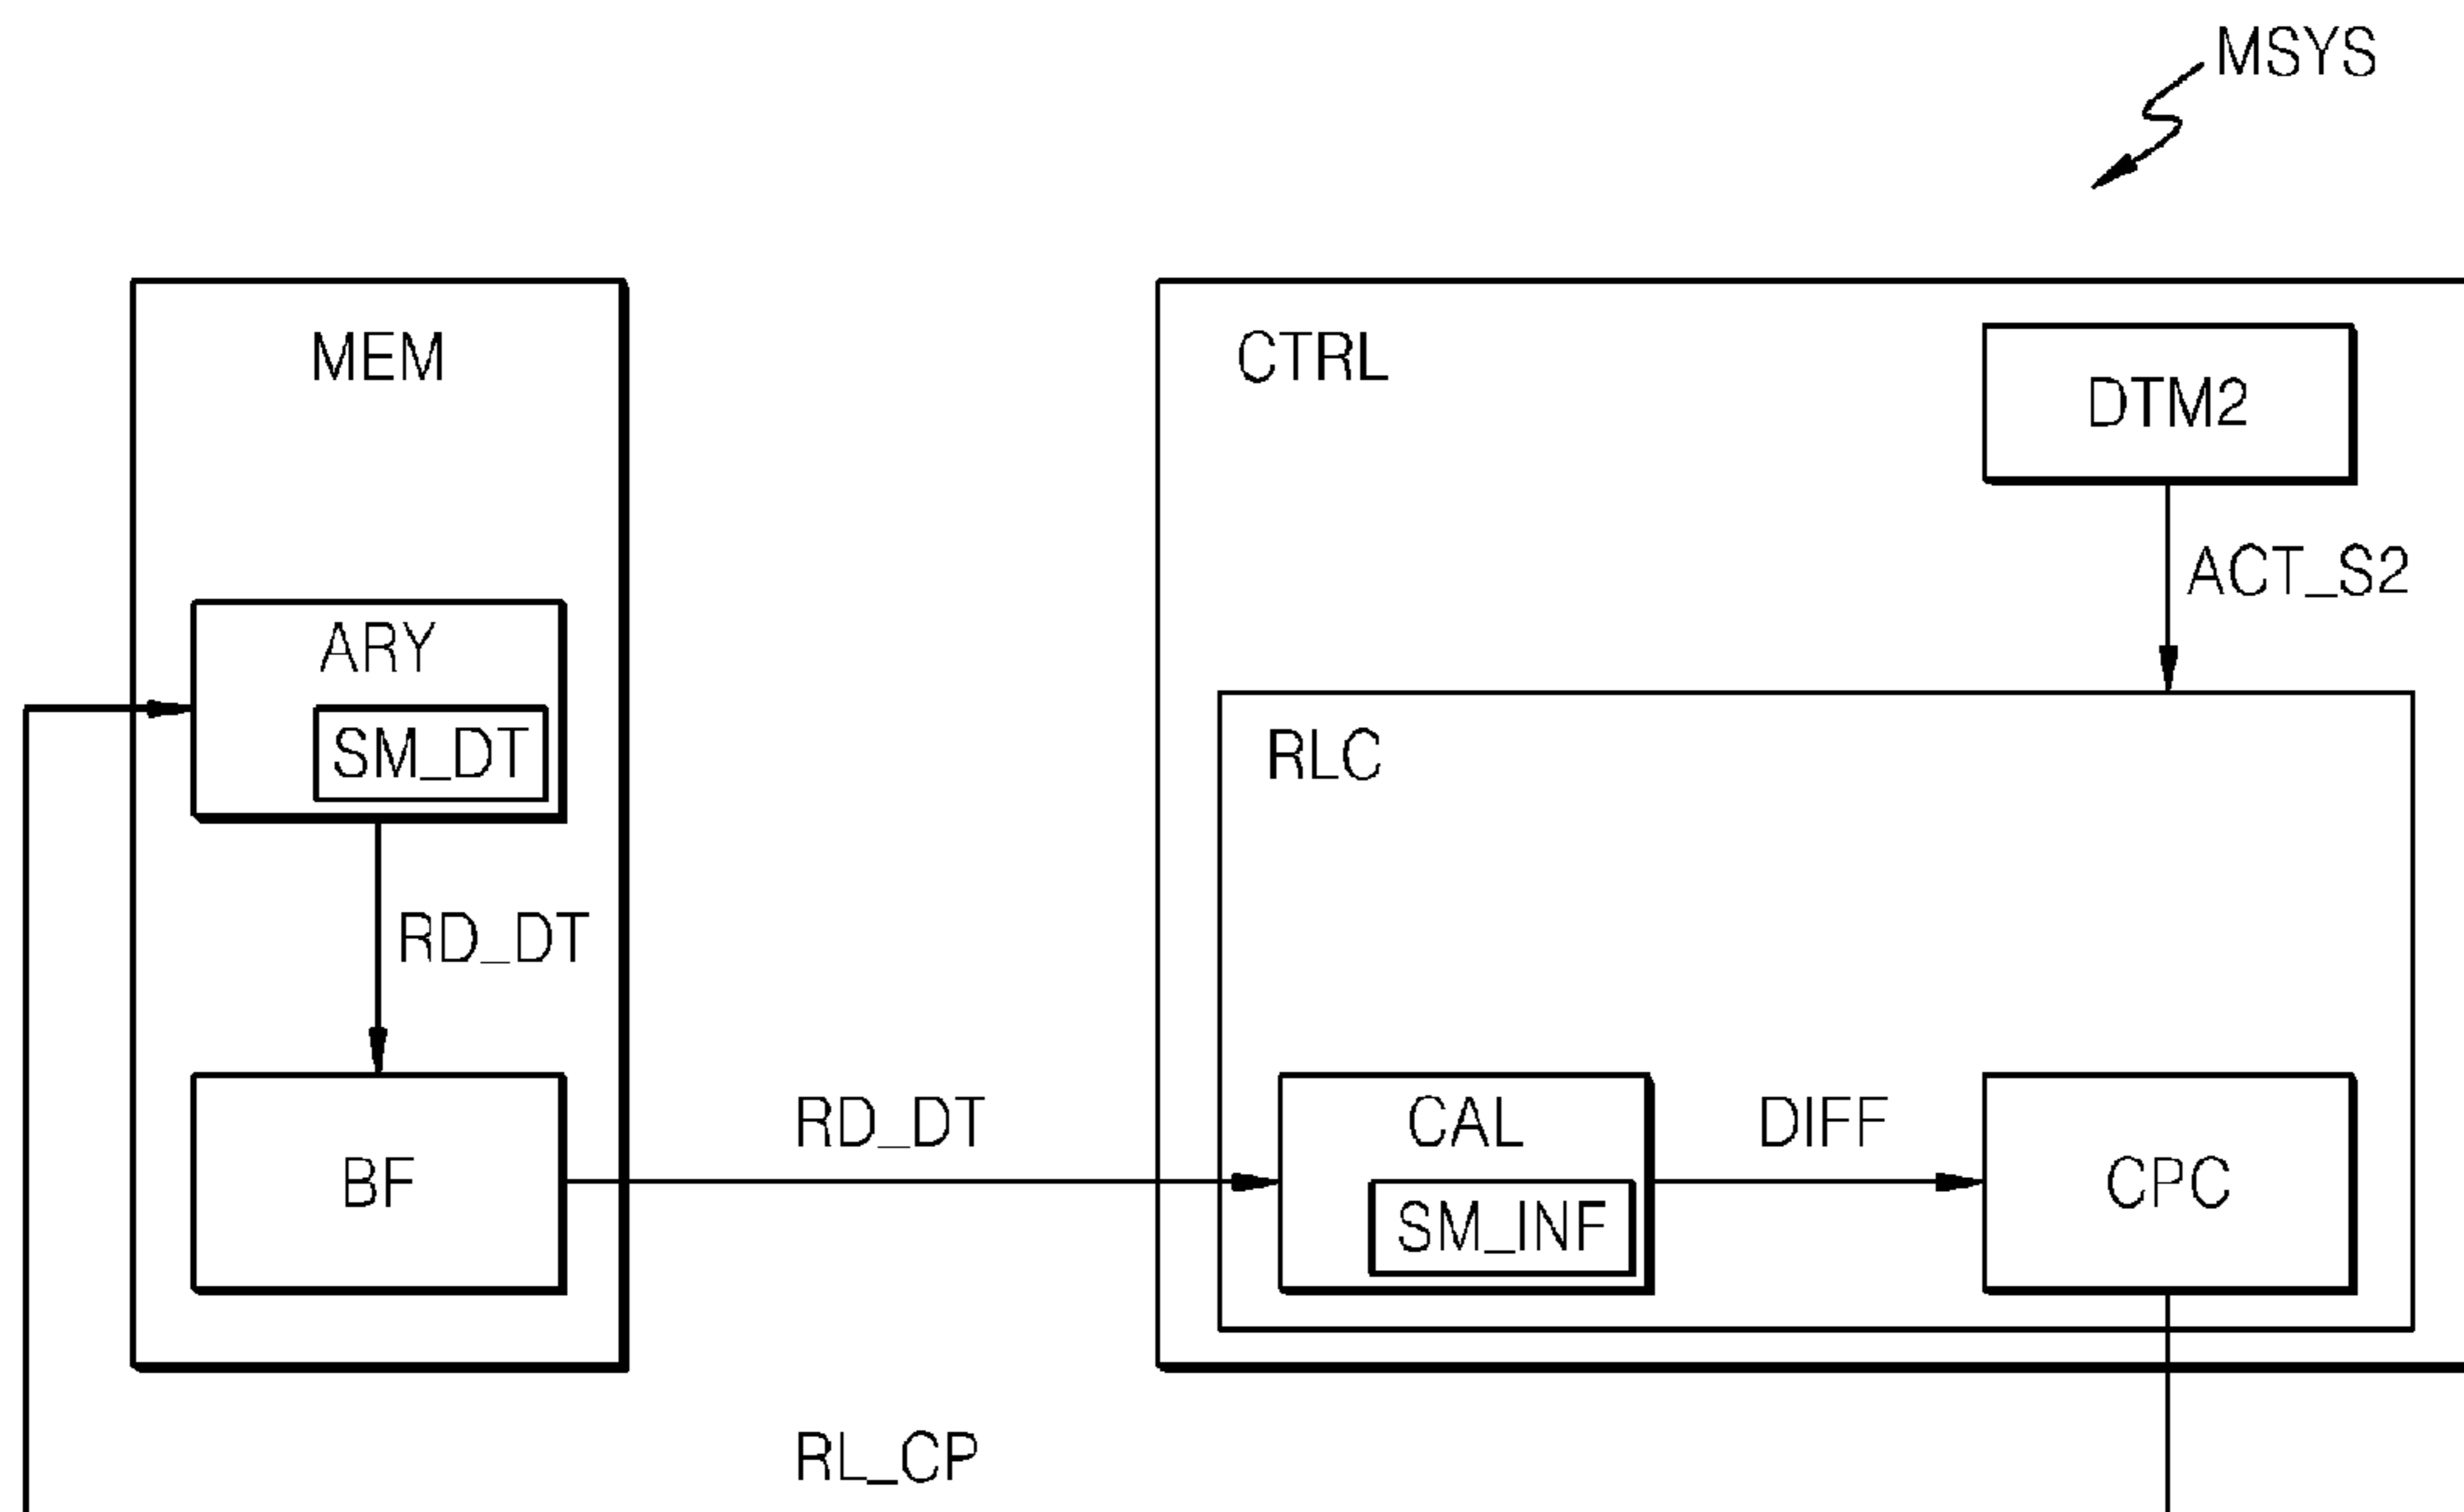 MSYS
MEM
CTRL
DTM2
ACT_S2
ARY
SM_DT
RLC
RD_DT
RD_DT
CAL
DIFF
BF
CPC
SM_INF
RL_CP